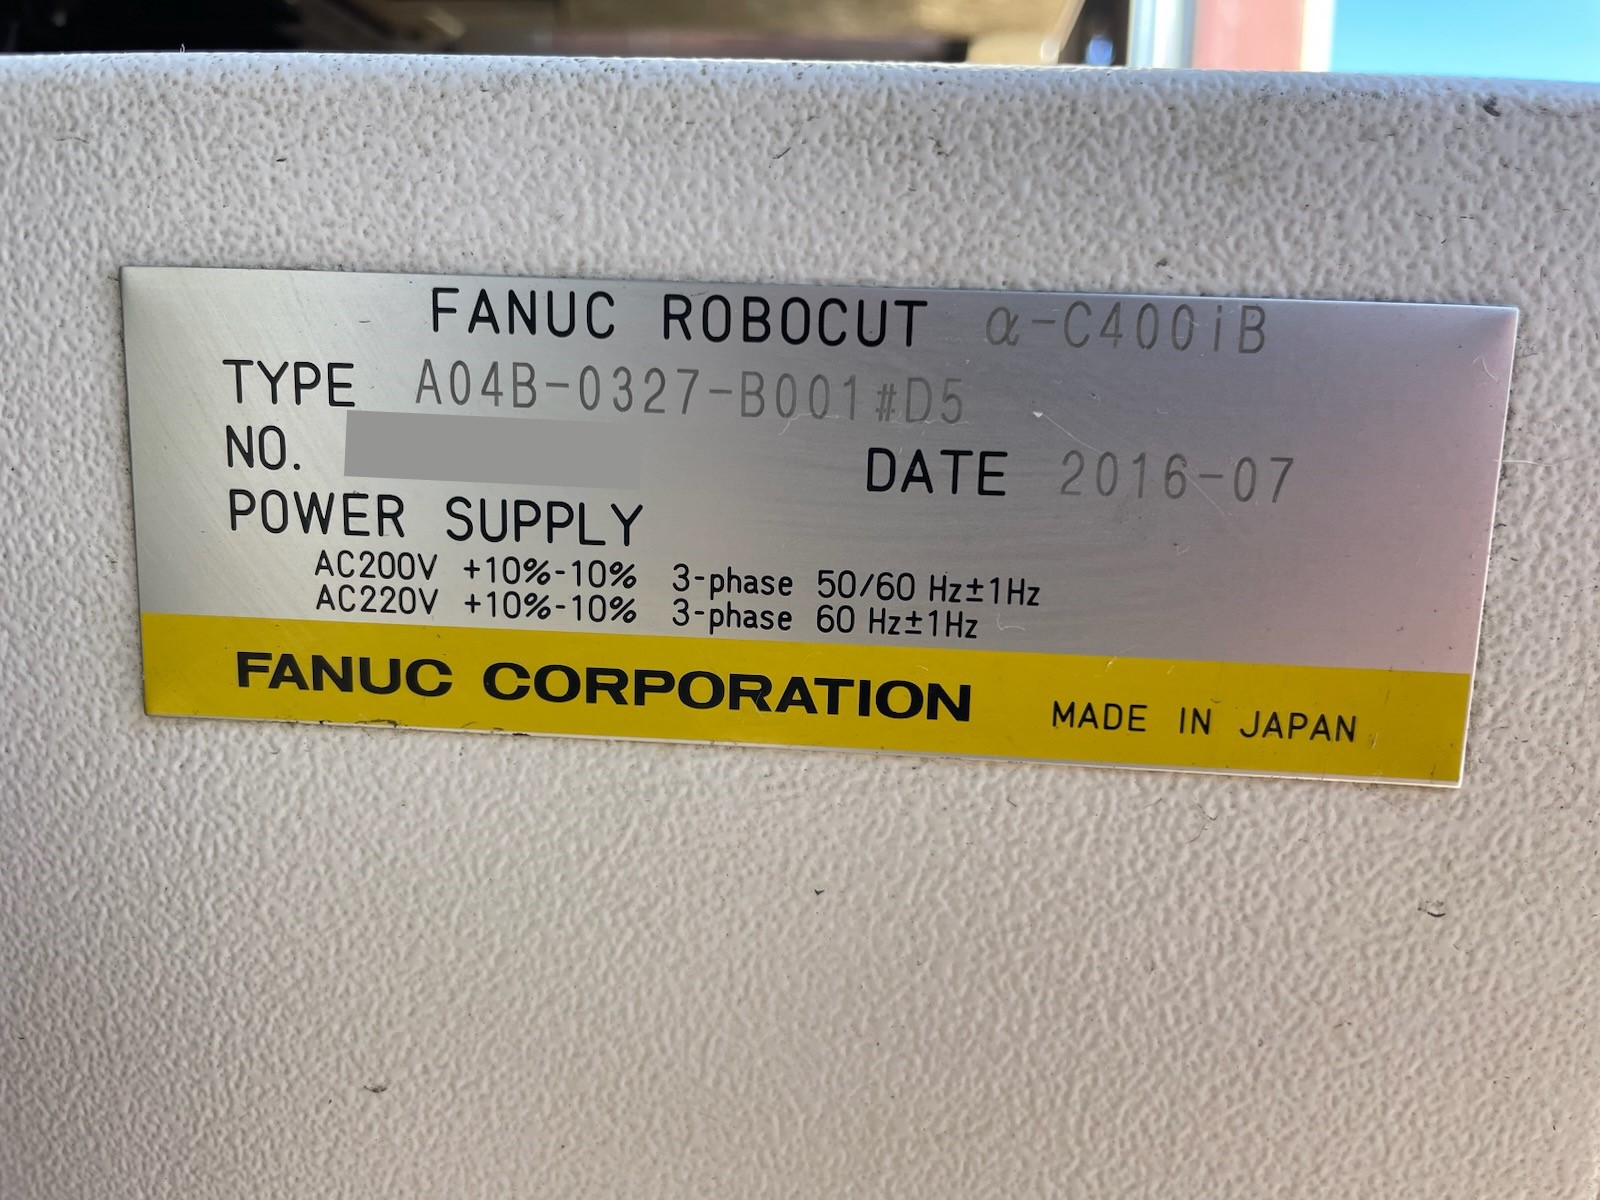 FANUC ROBOCUT α-C400iB
TYPE A04B-0327-B001#D5
NO. DATE 2016-07
POWER SUPPLY
AC200V +10%-10% 3-phase 50/60 Hz±1Hz
AC220V +10%-10% 3-phase 60 Hz±1Hz
FANUC CORPORATION MADE IN JAPAN